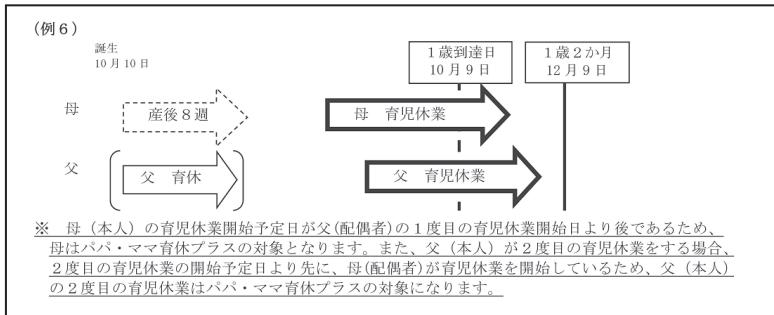 （例６）
誕生
10月10日
１歳到達日
10月９日
１歳２か月
12月９日
母
産後８週
母　育児休業
父
父　育休
父　育児休業
※　母（本人）の育児休業開始予定日が父(配偶者)の１度目の育児休業開始日より後であるため、
母はパパ・ママ育休プラスの対象となります。また、父（本人）が２度目の育児休業をする場合、
２度目の育児休業の開始予定日より先に、母(配偶者)が育児休業を開始しているため、父（本人）
の２度目の育児休業はパパ・ママ育休プラスの対象になります。